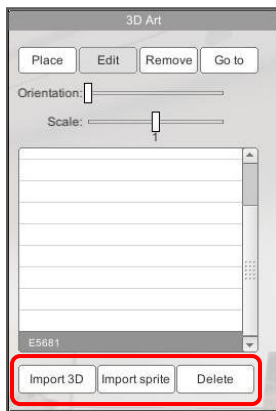 3D Art
Place Edit Remove Go to
Orientation:
Scale:
1
E5681
Import 3D Import sprite Delete